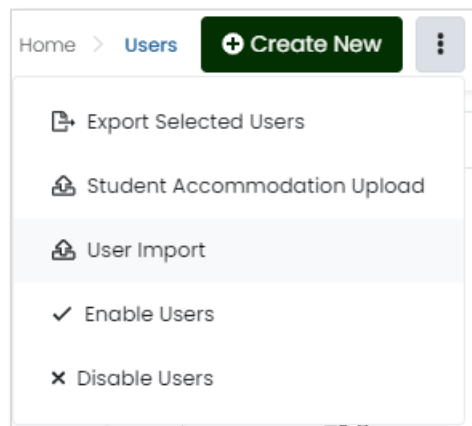 Home > Users Create New
Export Selected Users
Student Accommodation Upload
User Import
Enable Users
Disable Users